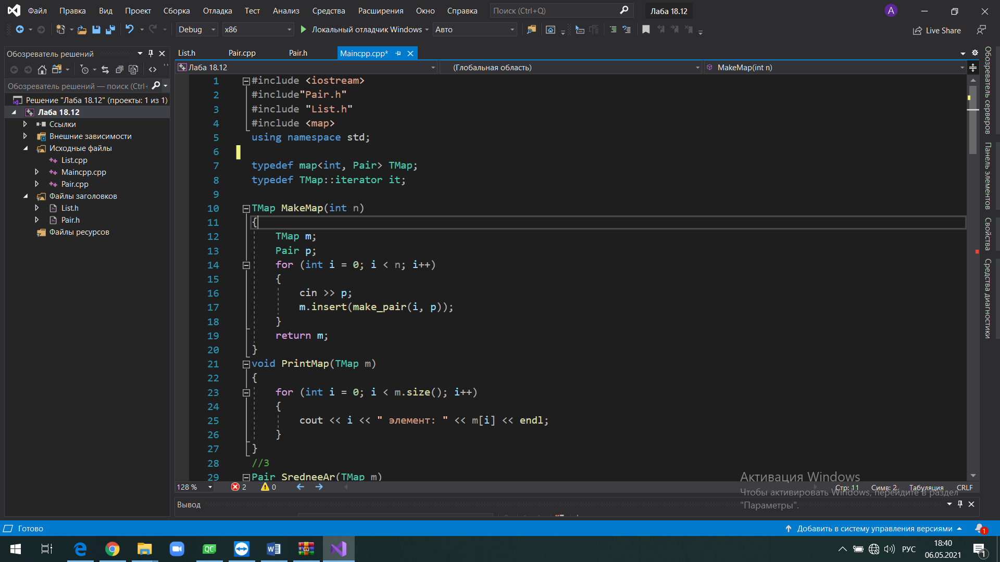 Файл Правка Вид Проект Сборка Отладка Тест Анализ Средства Расширения Окно Справка Поиск (Ctrl+Q) Лаба 18.12 A
Debug x86 Локальный отладчик Windows Авто Live Share
Обозреватель решений
Обозреватель решений — поиск (Ctrl+
Решение "Лаба 18.12" (проекты: 1 из 1)
Лаба 18.12
Ссылки
Внешние зависимости
Исходные файлы
List.cpp
Maincpp.cpp
Pair.cpp
Файлы заголовков
List.h
Pair.h
Файлы ресурсов
List.h Pair.cpp Pair.h Maincpp.cpp*
Лаба 18.12 (Глобальная область) MakeMap(int n)
1 #include <iostream>
2 #include"Pair.h"
3 #include "List.h"
4 #include <map>
5 using namespace std;
6
7 typedef map<int, Pair> TMap;
8 typedef TMap::iterator it;
9
10 TMap MakeMap(int n)
11 {
12 TMap m;
13 Pair p;
14 for (int i = 0; i < n; i++)
15 {
16 cin >> p;
17 m.insert(make_pair(i, p));
18 }
19 return m;
20 }
21 void PrintMap(TMap m)
22 {
23 for (int i = 0; i < m.size(); i++)
24 {
25 cout << i << " элемент: " << m[i] << endl;
26 }
27 }
28 //3
29 Pair SredneeAr(TMap m)
128 % 2 0 Стр: 11 Симв: 2 Табуляция CRLF
Вывод
Обозреватель серверов
Панель элементов
Свойства
Средства диагностики
Активация Windows
Чтобы активировать Windows, перейдите в раздел
"Параметры".
Готово Добавить в систему управления версиями 1
QC W РУС 18:40
06.05.2021 1